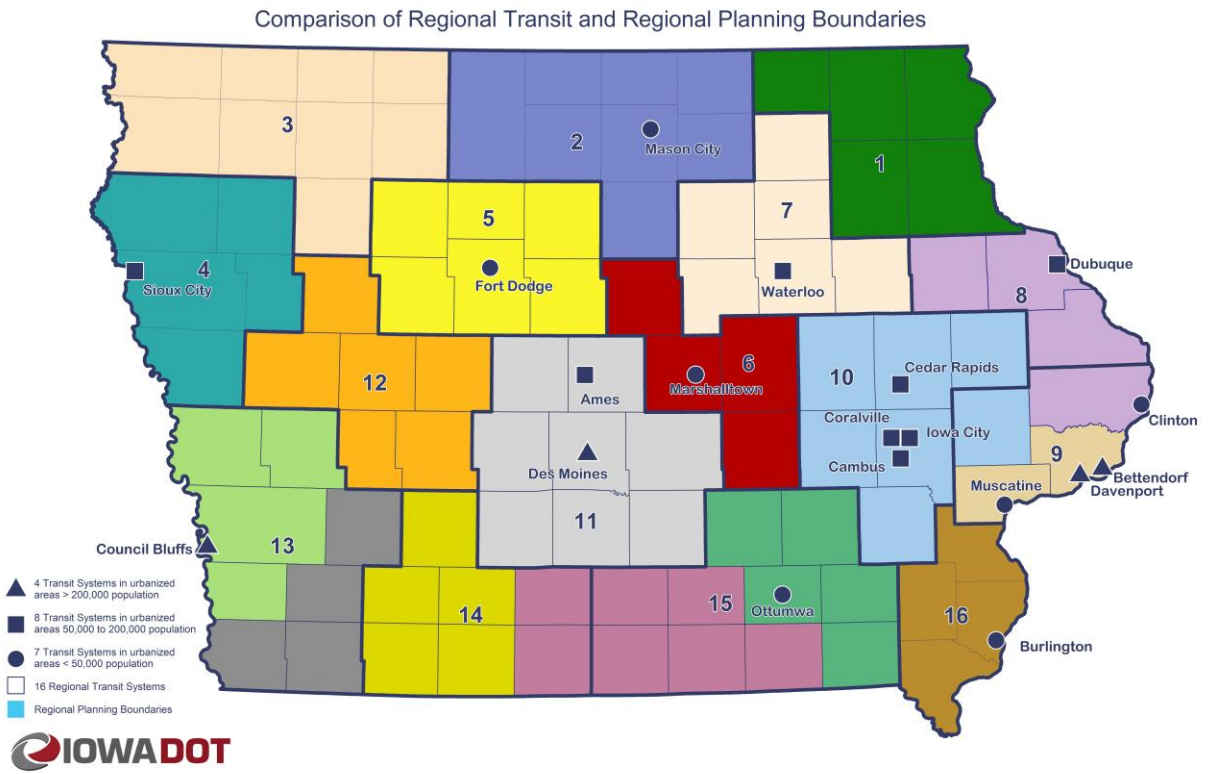 Comparison of Regional Transit and Regional Planning Boundaries
3
2
Mason City
1
5
7
4
Sioux City
Fort Dodge
Waterloo
Dubuque
8
12
Ames
Marshalltown
6
10
Cedar Rapids
Coralville
Iowa City
Cambus
Clinton
Des Moines
9
Bettendorf
Davenport
Muscatine
11
Council Bluffs
13
14
15
Ottumwa
16
Burlington
4 Transit Systems in urbanized
areas > 200,000 population
8 Transit Systems in urbanized
areas 50,000 to 200,000 population
7 Transit Systems in urbanized
areas < 50,000 population
16 Regional Transit Systems
Regional Planning Boundaries
IOWADOT